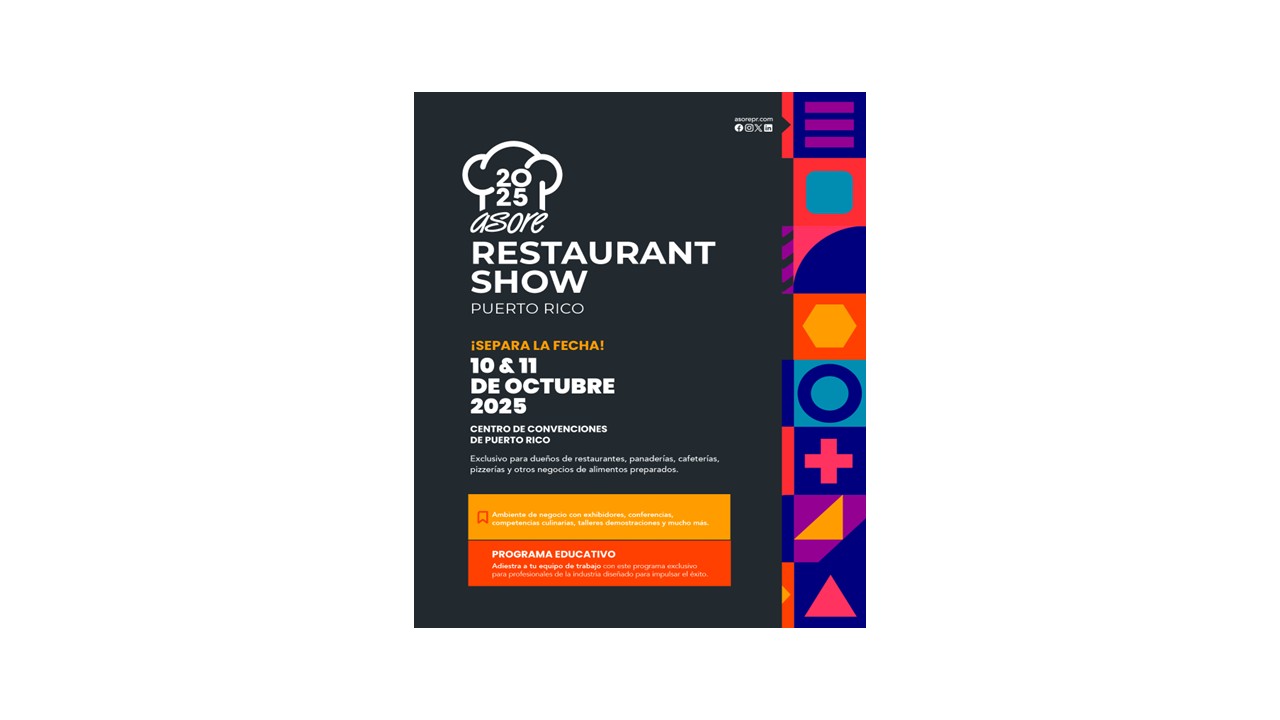 asorepr.com
20
25
asore
RESTAURANT
SHOW
PUERTO RICO
¡SEPARA LA FECHA!
10 & 11
DE OCTUBRE
2025
CENTRO DE CONVENCIONES
DE PUERTO RICO
Exclusivo para dueños de restaurantes, panaderías, cafeterías,
pizzerías y otros negocios de alimentos preparados.
Ambiente de negocio con exhibidores, conferencias,
competencias culinarias, talleres demostraciones y mucho más.
PROGRAMA EDUCATIVO
Adiestra a tu equipo de trabajo con este programa exclusivo
para profesionales de la industria diseñado para impulsar el éxito.